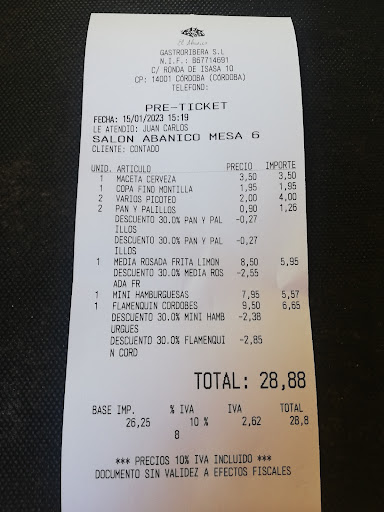 El Abanico
GASTRORIBERA S.L
N.I.F.: B67714691
C/ RONDA DE ISASA 10
CP: 14001 CÓRDOBA (CÓRDOBA)
TELEFONO:
PRE-TICKET
FECHA: 15/01/2023 15:19
LE ATENDIO: JUAN CARLOS
SALON ABANICO MESA 6
CLIENTE: CONTADO
UNID. ARTICULO PRECIO IMPORTE
1 MACETA CERVEZA 3,50 3,50
1 COPA FINO MONTILLA 1,95 1,95
2 VARIOS PICOTEO 2,00 4,00
2 PAN Y PALILLOS 0,90 1,26
DESCUENTO 30.0% PAN Y PAL -0,27
ILLOS
DESCUENTO 30.0% PAN Y PAL -0,27
ILLOS
1 MEDIA ROSADA FRITA LIMON 8,50 5,95
DESCUENTO 30.0% MEDIA ROS -2,55
ADA FR
1 MINI HAMBURGUESAS 7,95 5,57
1 FLAMENQUIN CORDOBES 9,50 6,65
DESCUENTO 30.0% MINI HAMB -2,38
URGUES
DESCUENTO 30.0% FLAMENQUI -2,85
N CORD
TOTAL: 28,88
BASE IMP. % IVA IVA TOTAL
26,25 10 % 2,62 28,8
8
*** PRECIOS 10% IVA INCLUIDO ***
DOCUMENTO SIN VALIDEZ A EFECTOS FISCALES